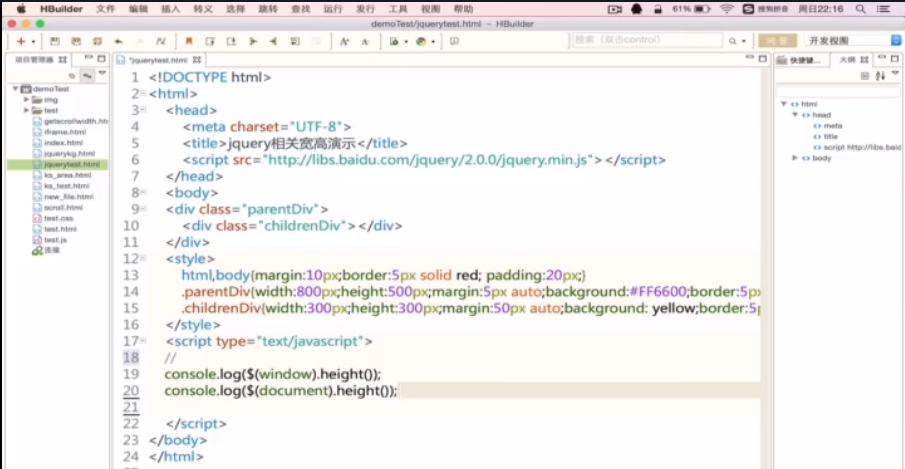 HBuilder 文件 编辑 插入 转义 选择 跳转 查找 运行 发行 工具 视图 帮助 61% 搜狗拼音 周日22:16
demoTest/jquerytest.html — HBuilder
搜索（双击control） 开发视图
项目管理器 *jquerytest.html 快捷键... 大纲
demoTest
img
test
getscrollwidth.ht
iframe.html
index.html
jquerykg.html
jquerytest.html
ks_area.html
ks_test.html
new_file.html
scroll.html
test.css
test.html
test.js
连接
1 <!DOCTYPE html>
2 <html>
3 <head>
4 <meta charset="UTF-8">
5 <title>jquery相关宽高演示</title>
6 <script src="http://libs.baidu.com/jquery/2.0.0/jquery.min.js"></script>
7 </head>
8 <body>
9 <div class="parentDiv">
10 <div class="childrenDiv"></div>
11 </div>
12 <style>
13 html,body{margin:10px;border:5px solid red; padding:20px;}
14 .parentDiv{width:800px;height:500px;margin:5px auto;background:#FF6600;border:5px
15 .childrenDiv{width:300px;height:300px;margin:50px auto;background: yellow;border:5p
16 </style>
17 <script type="text/javascript">
18 //
19 console.log($(window).height());
20 console.log($(document).height());
21
22 </script>
23 </body>
24 </html>
html
head
meta
title
script http://libs.baid
body